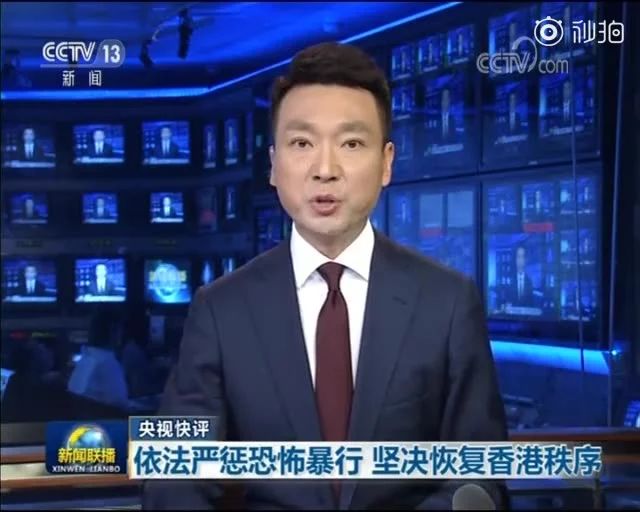 CCTV 13
新闻
秒拍
CCTV.com
央视快评
新闻联播
XINWEN LIANBO
依法严惩恐怖暴行 坚决恢复香港秩序